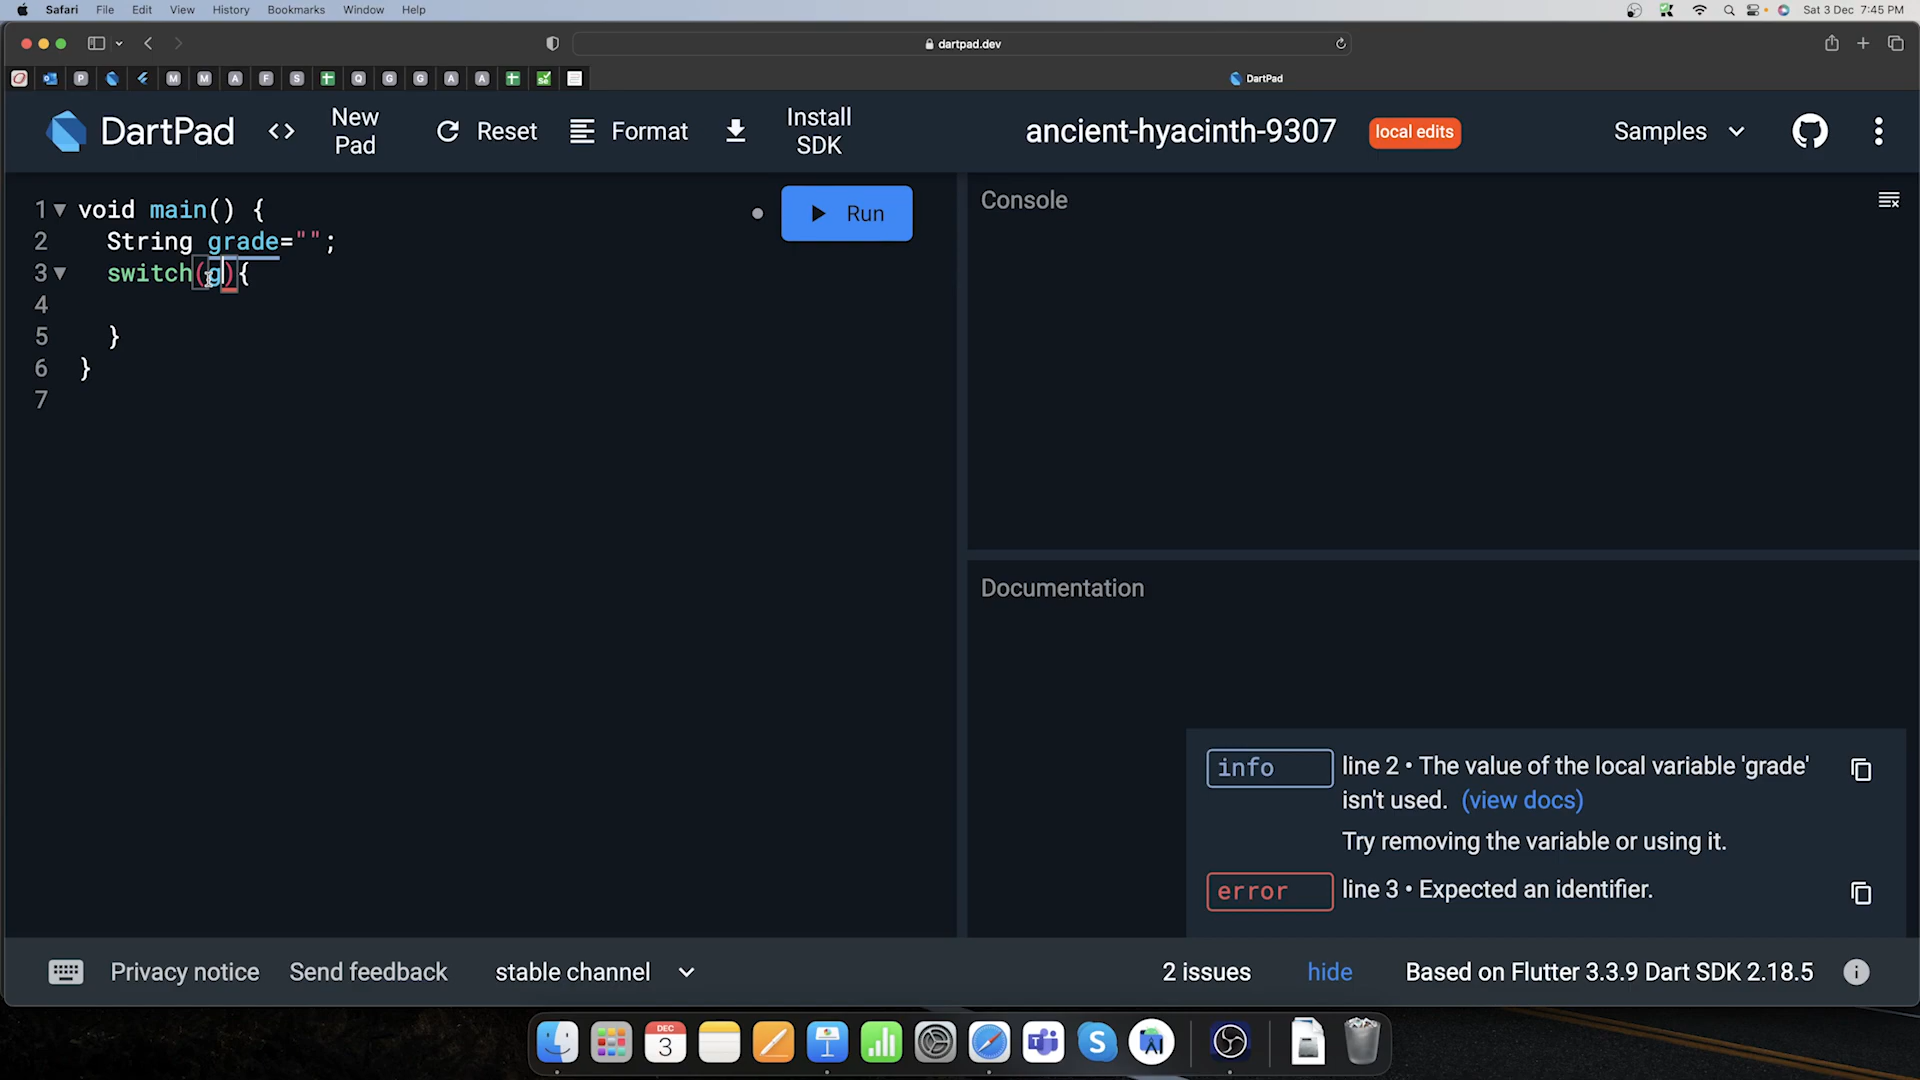 Safari File Edit View History Bookmarks Window Help Sat 3 Dec 7:45 PM
dartpad.dev
P M M A F S Q G G A A DartPad
DartPad <> New Pad Reset Format Install SDK ancient-hyacinth-9307 local edits Samples
1 void main() {
2 String grade="";
3 switch(g){
4
5 }
6 }
7
Run
Console
Documentation
info line 2 • The value of the local variable 'grade'
isn't used. (view docs)
Try removing the variable or using it.
error line 3 • Expected an identifier.
Privacy notice Send feedback stable channel 2 issues hide Based on Flutter 3.3.9 Dart SDK 2.18.5
DEC
3